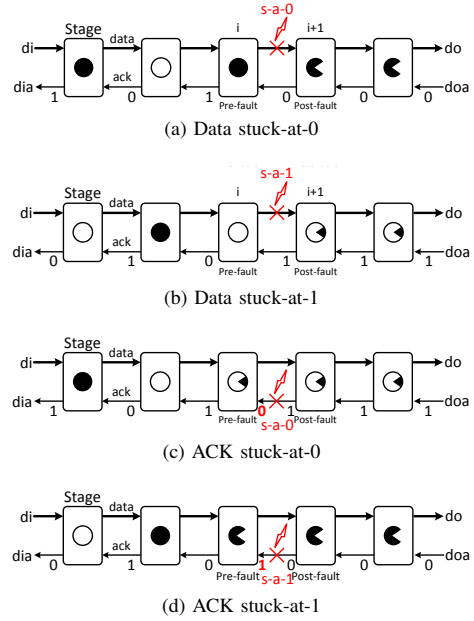 s-a-0
Stage i i+1
di data do
dia ack doa
1 0 1 0 0 0
Pre-fault Post-fault
(a) Data stuck-at-0
s-a-1
Stage i i+1
di data do
dia ack doa
0 1 0 1 1 1
Pre-fault Post-fault
(b) Data stuck-at-1
Stage
di data do
dia ack doa
1 0 1 0 1 1 1
Pre-fault Post-fault
s-a-0
(c) ACK stuck-at-0
Stage
di data do
dia ack doa
0 1 0 1 0 0 0
Pre-fault Post-fault
s-a-1
(d) ACK stuck-at-1